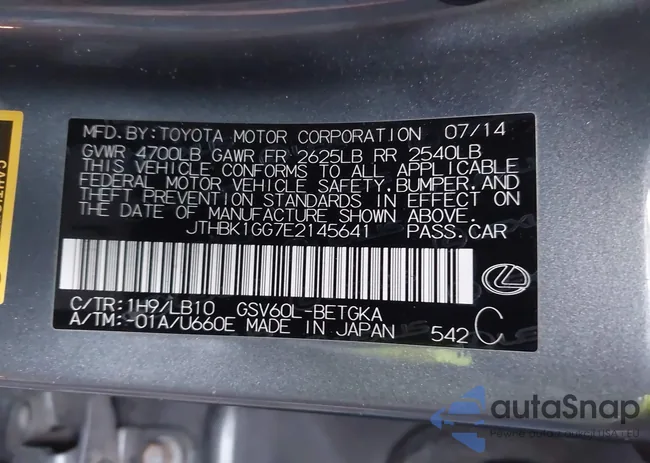 MFD.BY:TOYOTA MOTOR CORPORATION 07/14
GVWR 4700LB GAWR FR 2625LB RR 2540LB
THIS VEHICLE CONFORMS TO ALL APPLICABLE
FEDERAL MOTOR VEHICLE SAFETY,BUMPER,AND
THEFT PREVENTION STANDARDS IN EFFECT ON
THE DATE OF MANUFACTURE SHOWN ABOVE.
JTHBK1GG7E2145641 PASS.CAR
C/TR:1H9/LB10 GSV60L-BETGKA
A/TM:-01A/U660E MADE IN JAPAN 542 C
autaSnap